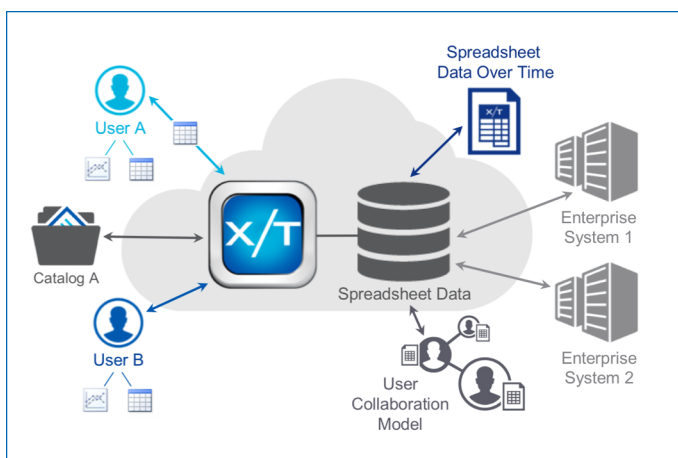 Spreadsheet
Data Over Time
X/T
User A
Enterprise
System 1
X/T
Catalog A
Spreadsheet Data
User B
User
Collaboration
Model
Enterprise
System 2